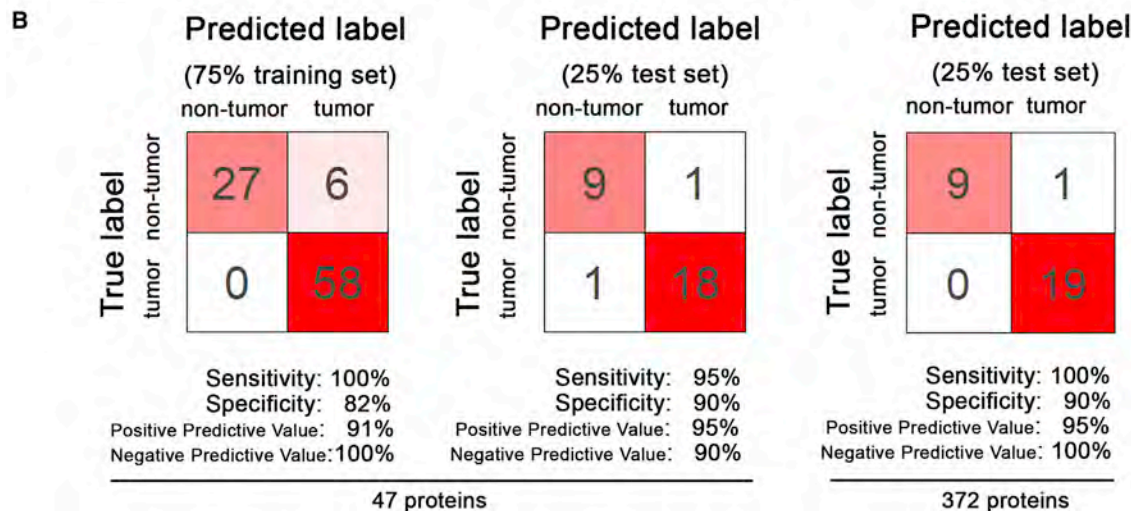 B
Predicted label
(75% training set)
non-tumor tumor
True label
non-tumor
tumor
27 6
0 58
Sensitivity: 100%
Specificity: 82%
Positive Predictive Value: 91%
Negative Predictive Value: 100%
Predicted label
(25% test set)
non-tumor tumor
True label
non-tumor
tumor
9 1
1 18
Sensitivity: 95%
Specificity: 90%
Positive Predictive Value: 95%
Negative Predictive Value: 90%
47 proteins
Predicted label
(25% test set)
non-tumor tumor
True label
non-tumor
tumor
9 1
0 19
Sensitivity: 100%
Specificity: 90%
Positive Predictive Value: 95%
Negative Predictive Value: 100%
372 proteins